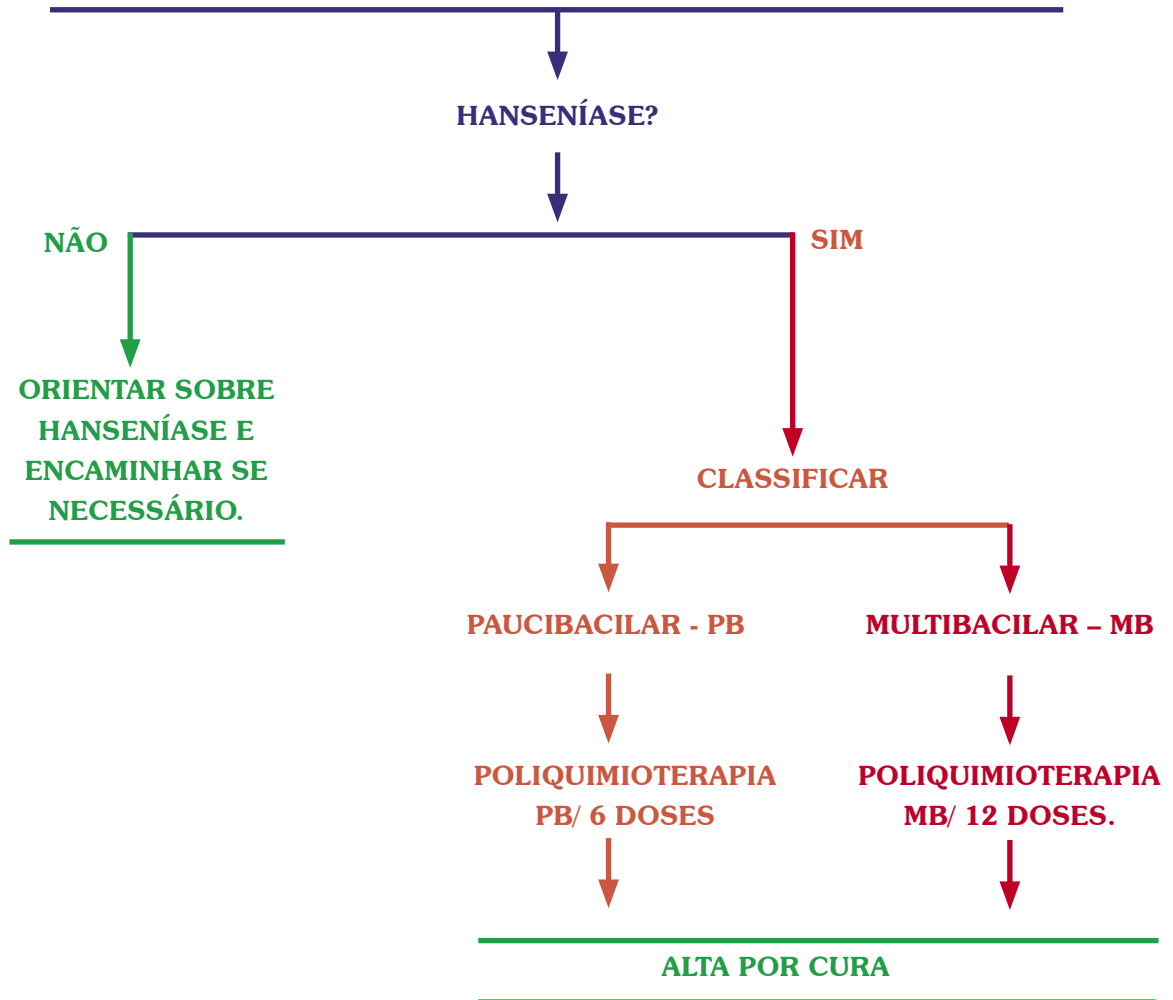 HANSENÍASE?
NÃO
SIM
ORIENTAR SOBRE
HANSENÍASE E
ENCAMINHAR SE
NECESSÁRIO.
CLASSIFICAR
PAUCIBACILAR - PB
MULTIBACILAR – MB
POLIQUIMIOTERAPIA
PB/ 6 DOSES
POLIQUIMIOTERAPIA
MB/ 12 DOSES.
ALTA POR CURA